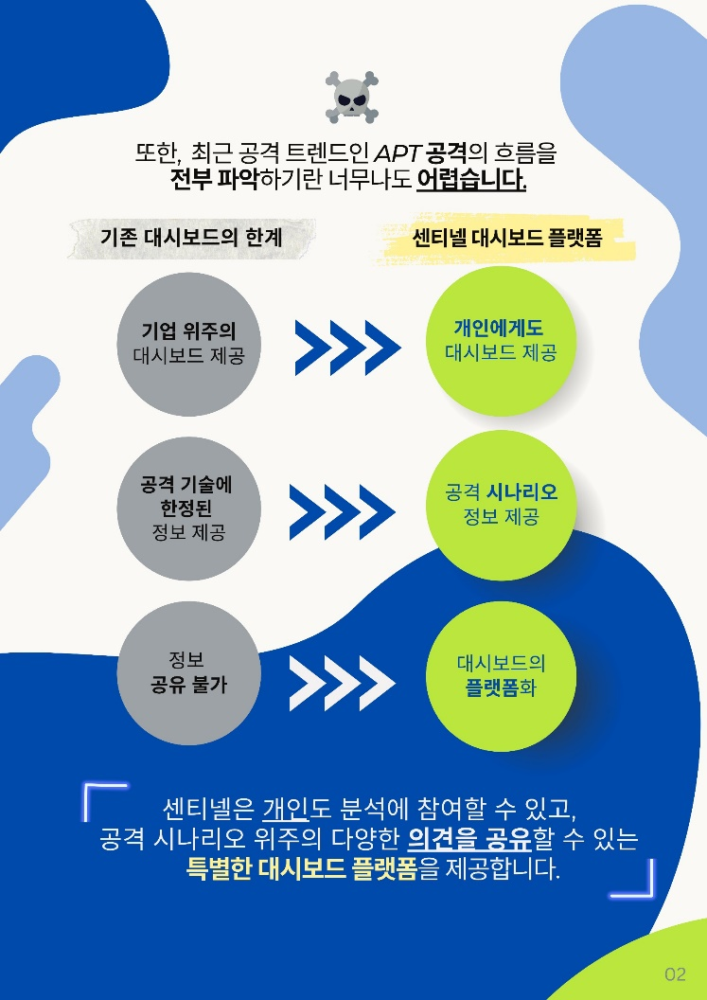 또한, 최근 공격 트렌드인 APT 공격의 흐름을
전부 파악하기란 너무나도 어렵습니다.
기존 대시보드의 한계
센티넬 대시보드 플랫폼
기업 위주의
대시보드 제공
개인에게도
대시보드 제공
공격 기술에
한정된
정보 제공
공격 시나리오
정보 제공
정보
공유 불가
대시보드의
플랫폼화
센티넬은 개인도 분석에 참여할 수 있고,
공격 시나리오 위주의 다양한 의견을 공유할 수 있는
특별한 대시보드 플랫폼을 제공합니다.
02